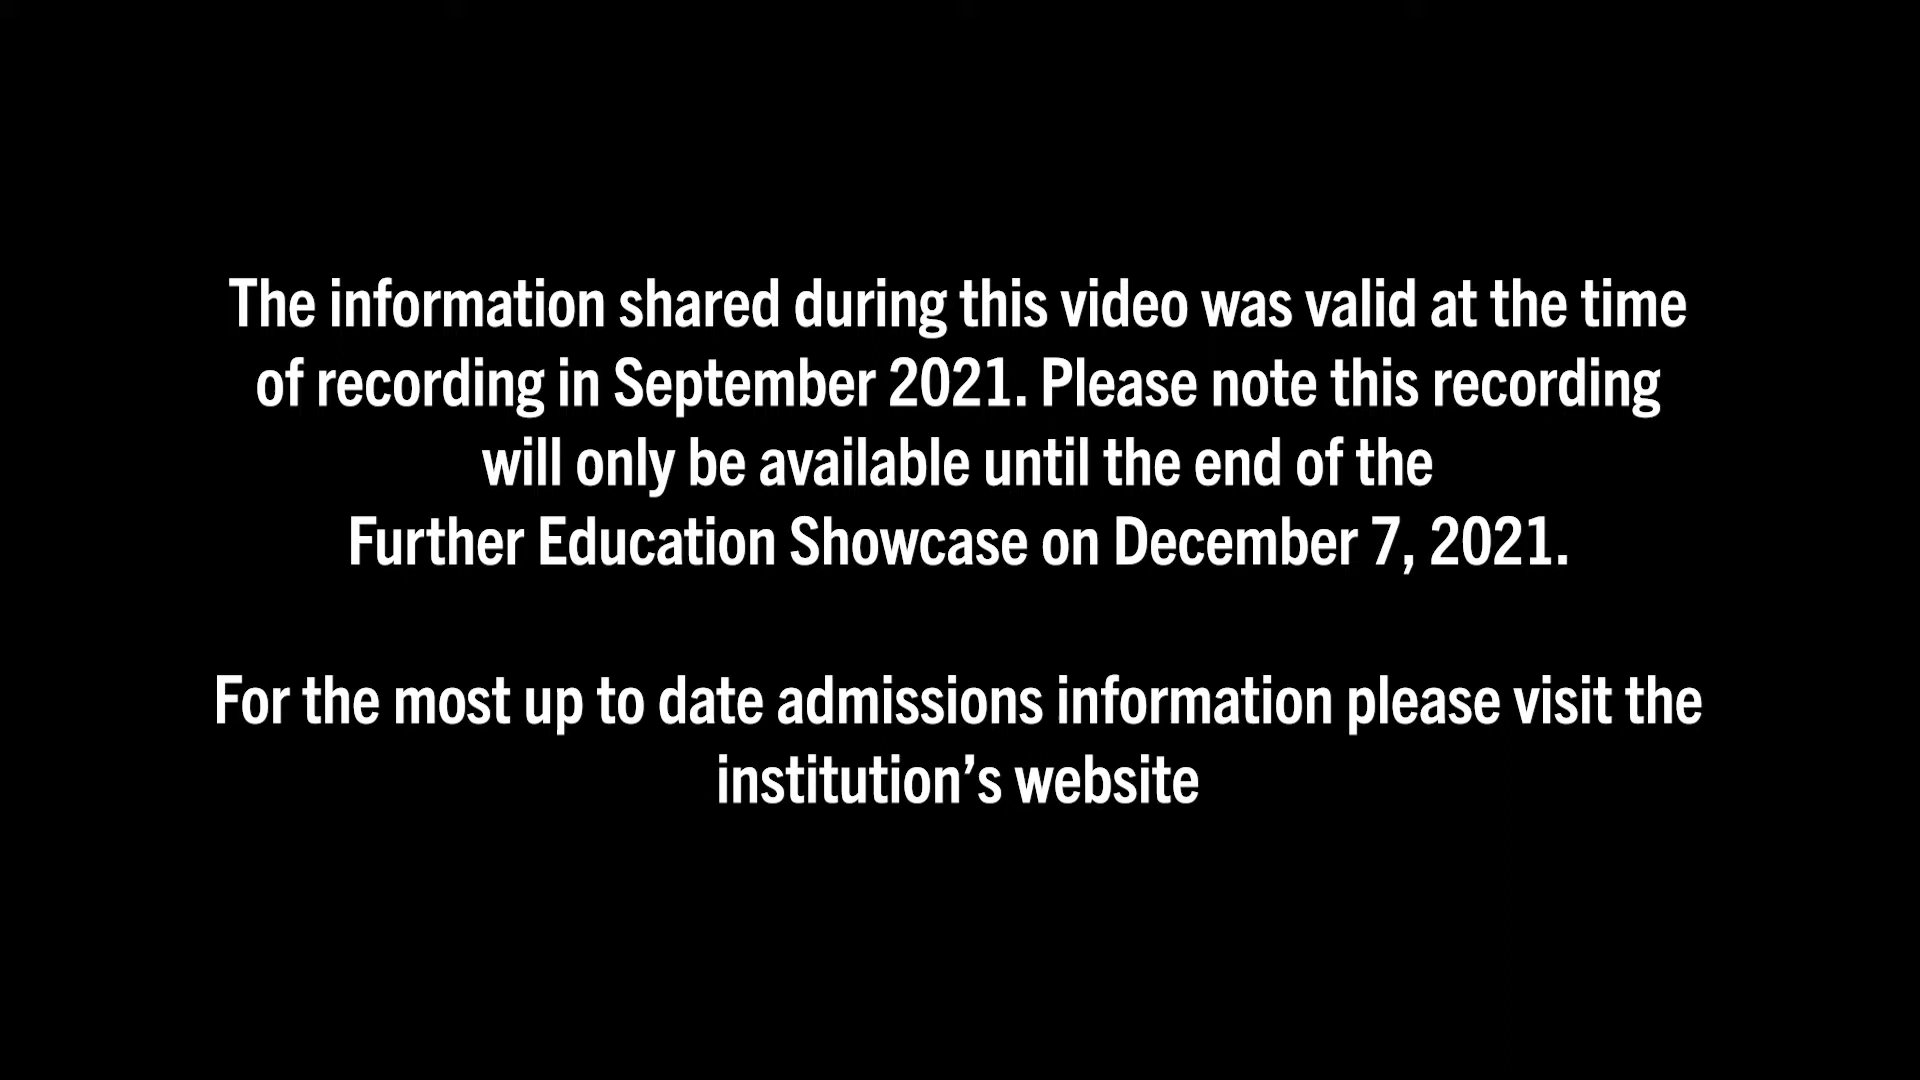 The information shared during this video was valid at the time
of recording in September 2021. Please note this recording
will only be available until the end of the
Further Education Showcase on December 7, 2021.
For the most up to date admissions information please visit the
institution’s website